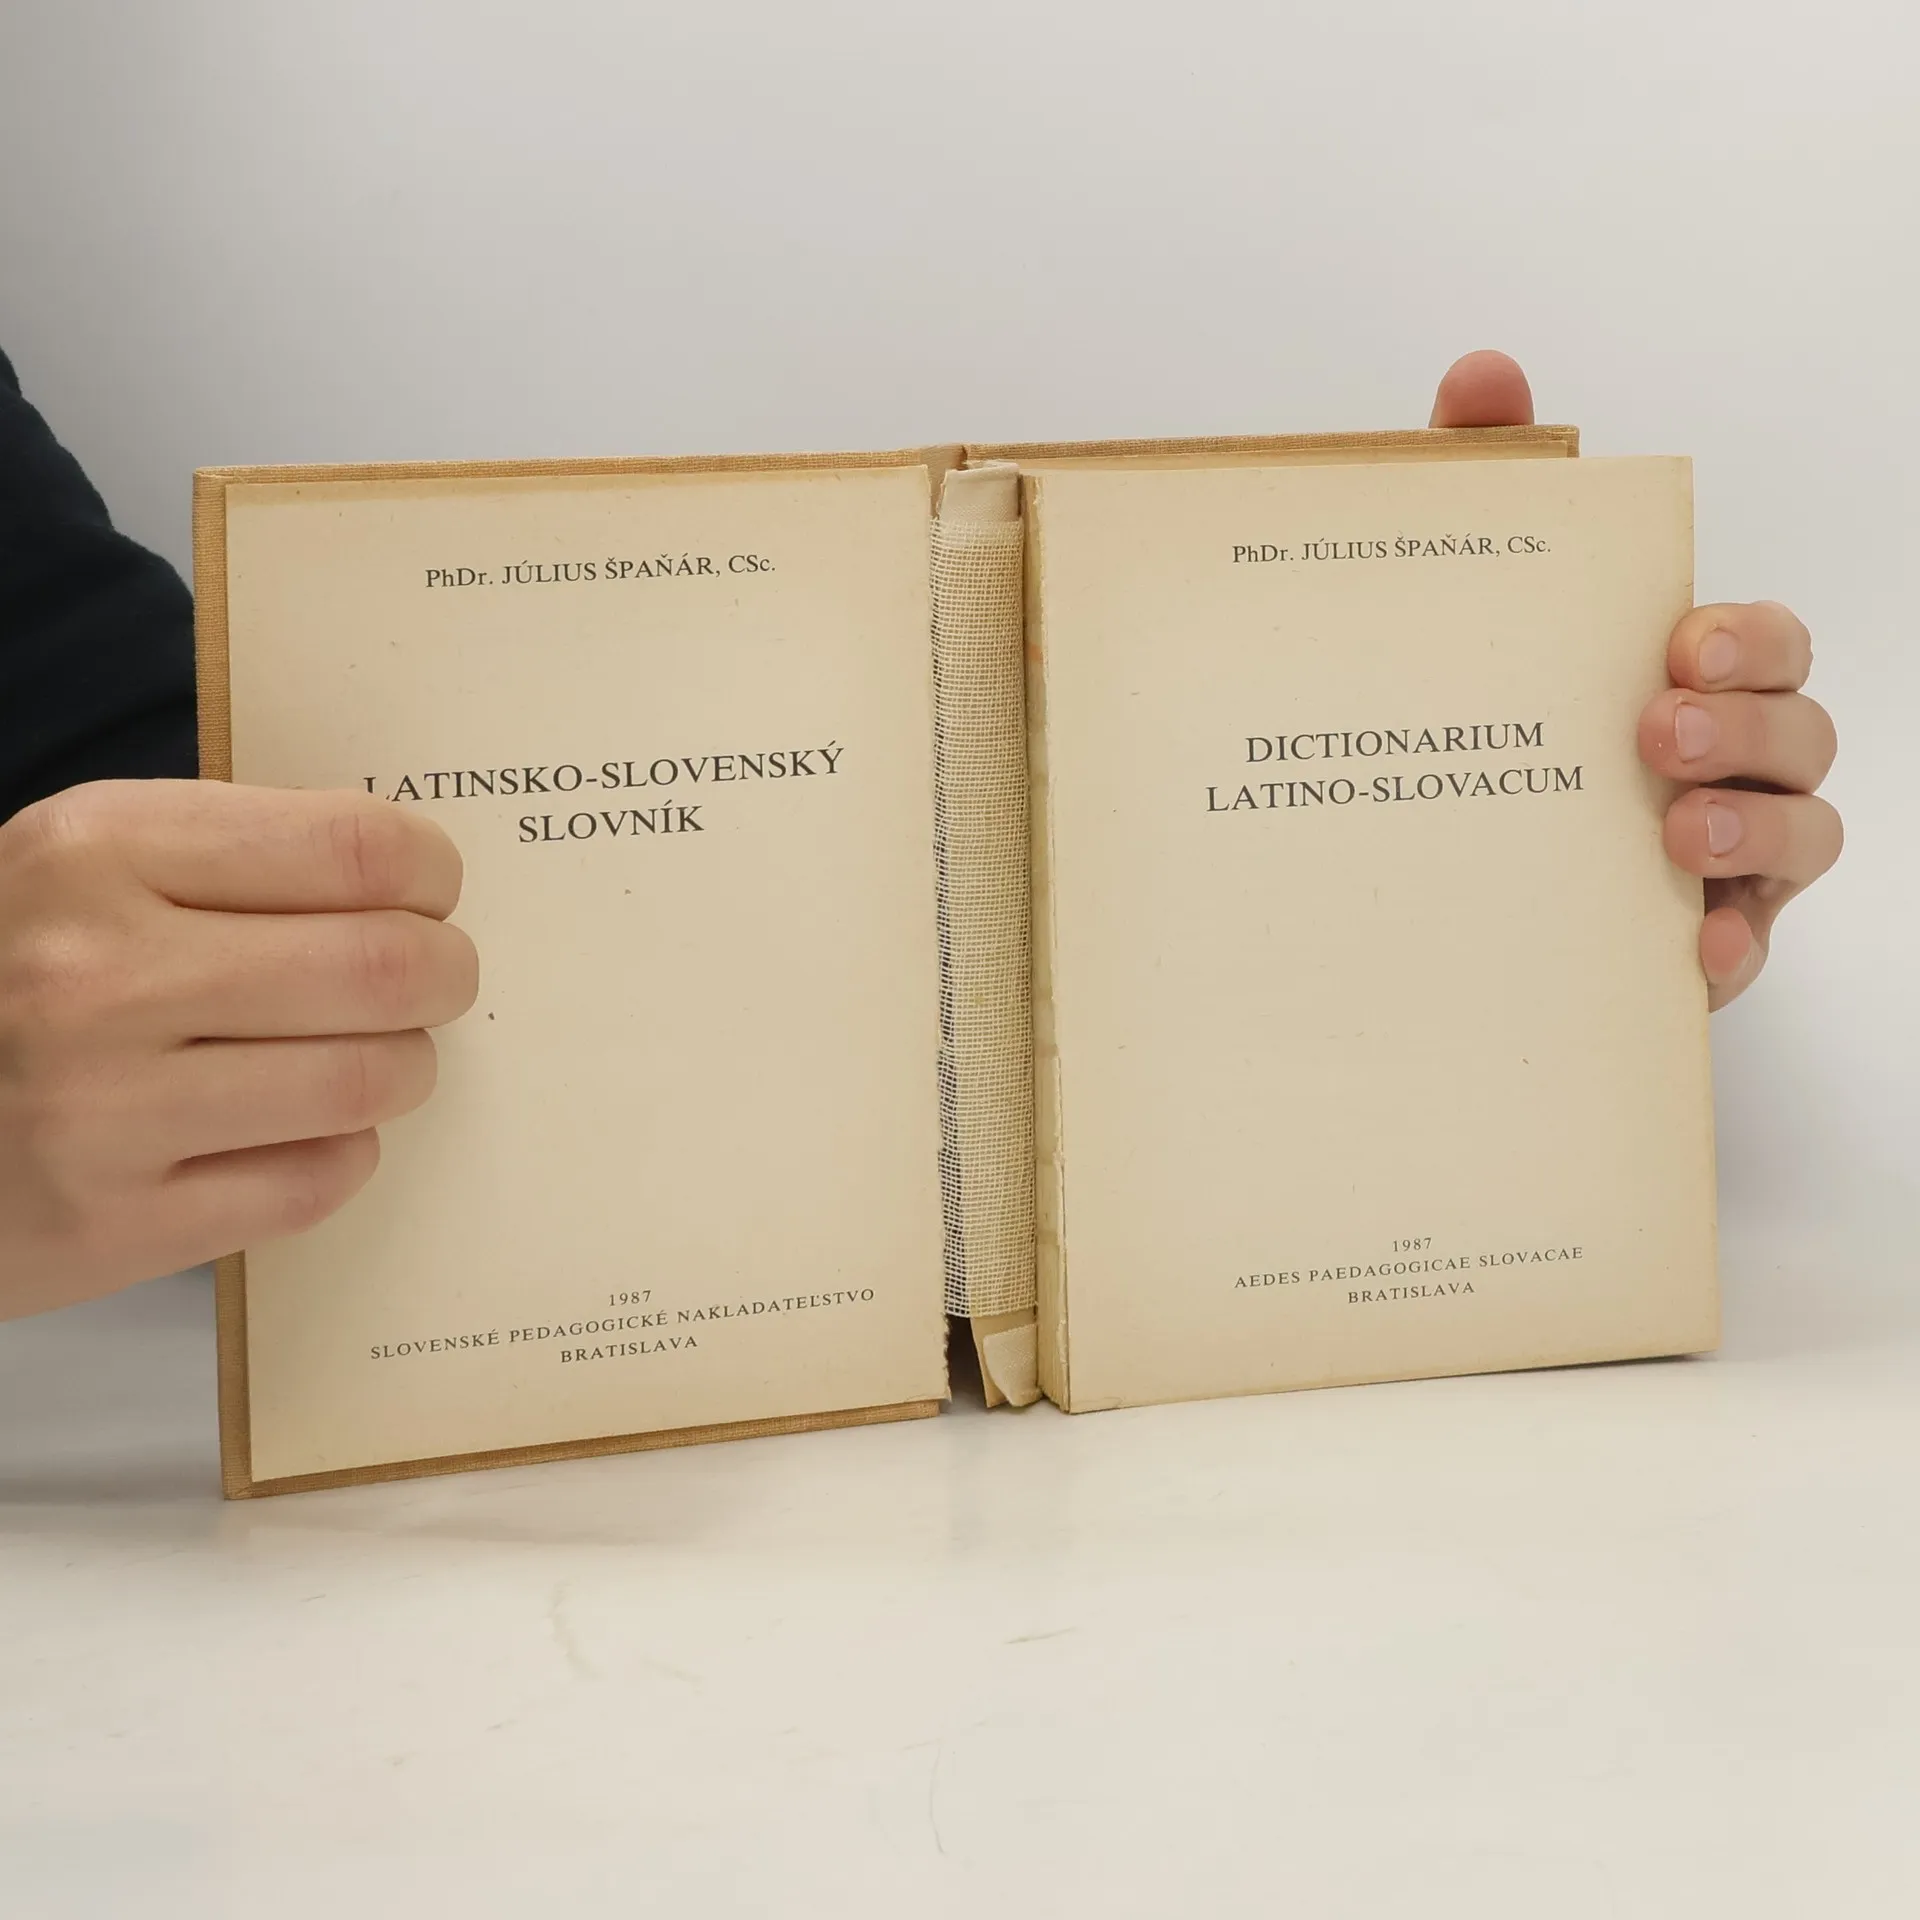 PhDr. JÚLIUS ŠPAŇÁR, CSc.
LATINSKO-SLOVENSKÝ
SLOVNÍK
1987
SLOVENSKÉ PEDAGOGICKÉ NAKLADATEĽSTVO
BRATISLAVA
PhDr. JÚLIUS ŠPAŇÁR, CSc.
DICTIONARIUM
LATINO-SLOVACUM
1987
AEDES PAEDAGOGICAE SLOVACAE
BRATISLAVA